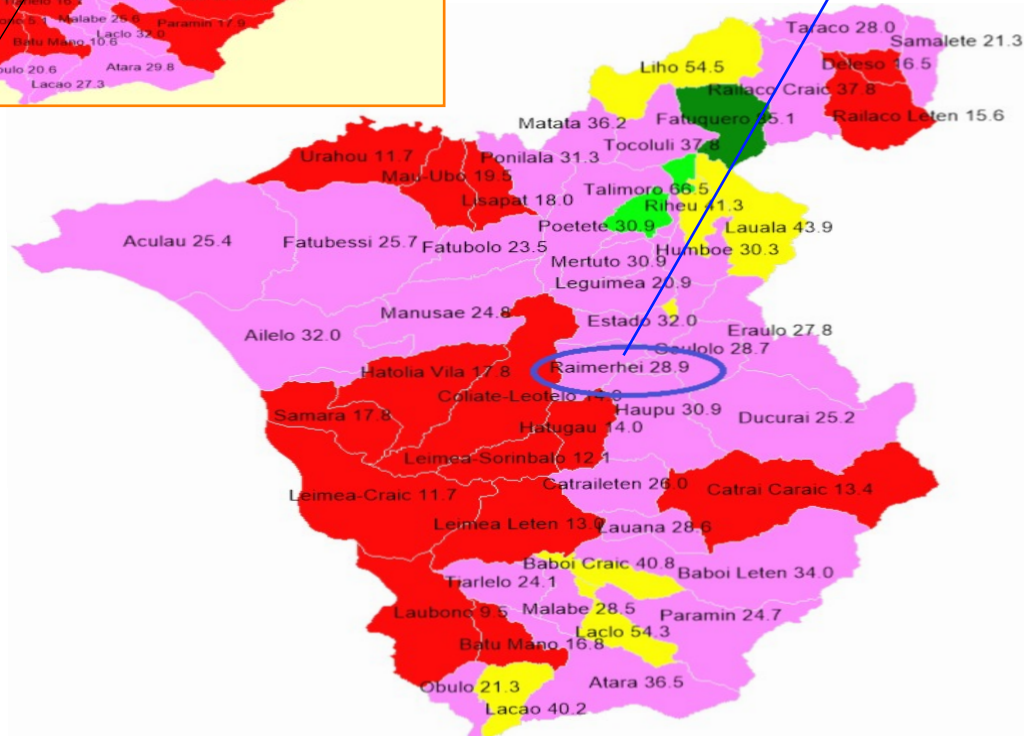 Malabe 25.6
Paramin 17.9
Laclo 32.0
Batu Mano 10.6
Atara 29.8
Lacao 27.3
Taraco 28.0
Samalete 21.3
Liho 54.5
Deleso 16.5
Railaco Craic 37.8
Railaco Leten 15.6
Matata 36.2
Fatuquero
Tocoluli 37.8
Urahou 11.7
Ponilala 31.3
Mau-Ubo 19.5
Talimoro 66.5
Lisapat 18.0
Riheu 41.3
Poetete 30.9
Lauala 43.9
Aculau 25.4
Fatubessi 25.7
Fatubolo 23.5
Humboe 30.3
Mertuto 30.9
Leguimea 20.9
Manusae 24.8
Estado 32.0
Ailelo 32.0
Eraulo 27.8
28.7
Raimerhei 28.9
Hatolia Vila 17.8
Coliate-Leotelo
Samara 17.8
Haupu 30.9
Hatugau 14.0
Ducurai 25.2
Leimea-Sorinbalo 12.1
Catraileten 26.0
Catrai Caraic 13.4
Leimea-Craic 11.7
Leimea Leten 13.0
Lauana 28.6
Baboi Craic 40.8
Baboi Leten 34.0
Tiarlelo 24.1
Laubono 9.5
Malabe 28.5
Paramin 24.7
Laclo 54.3
Batu Mano 16.8
Obulo 21.3
Atara 36.5
Lacao 40.2